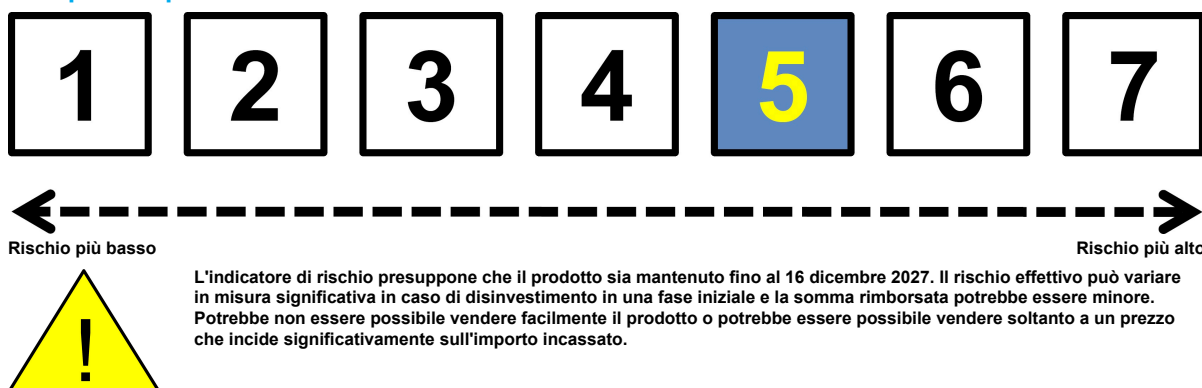 1 2 3 4 5 6 7
Rischio più basso Rischio più alto
L'indicatore di rischio presuppone che il prodotto sia mantenuto fino al 16 dicembre 2027. Il rischio effettivo può variare
in misura significativa in caso di disinvestimento in una fase iniziale e la somma rimborsata potrebbe essere minore.
Potrebbe non essere possibile vendere facilmente il prodotto o potrebbe essere possibile vendere soltanto a un prezzo
che incide significativamente sull'importo incassato.
!